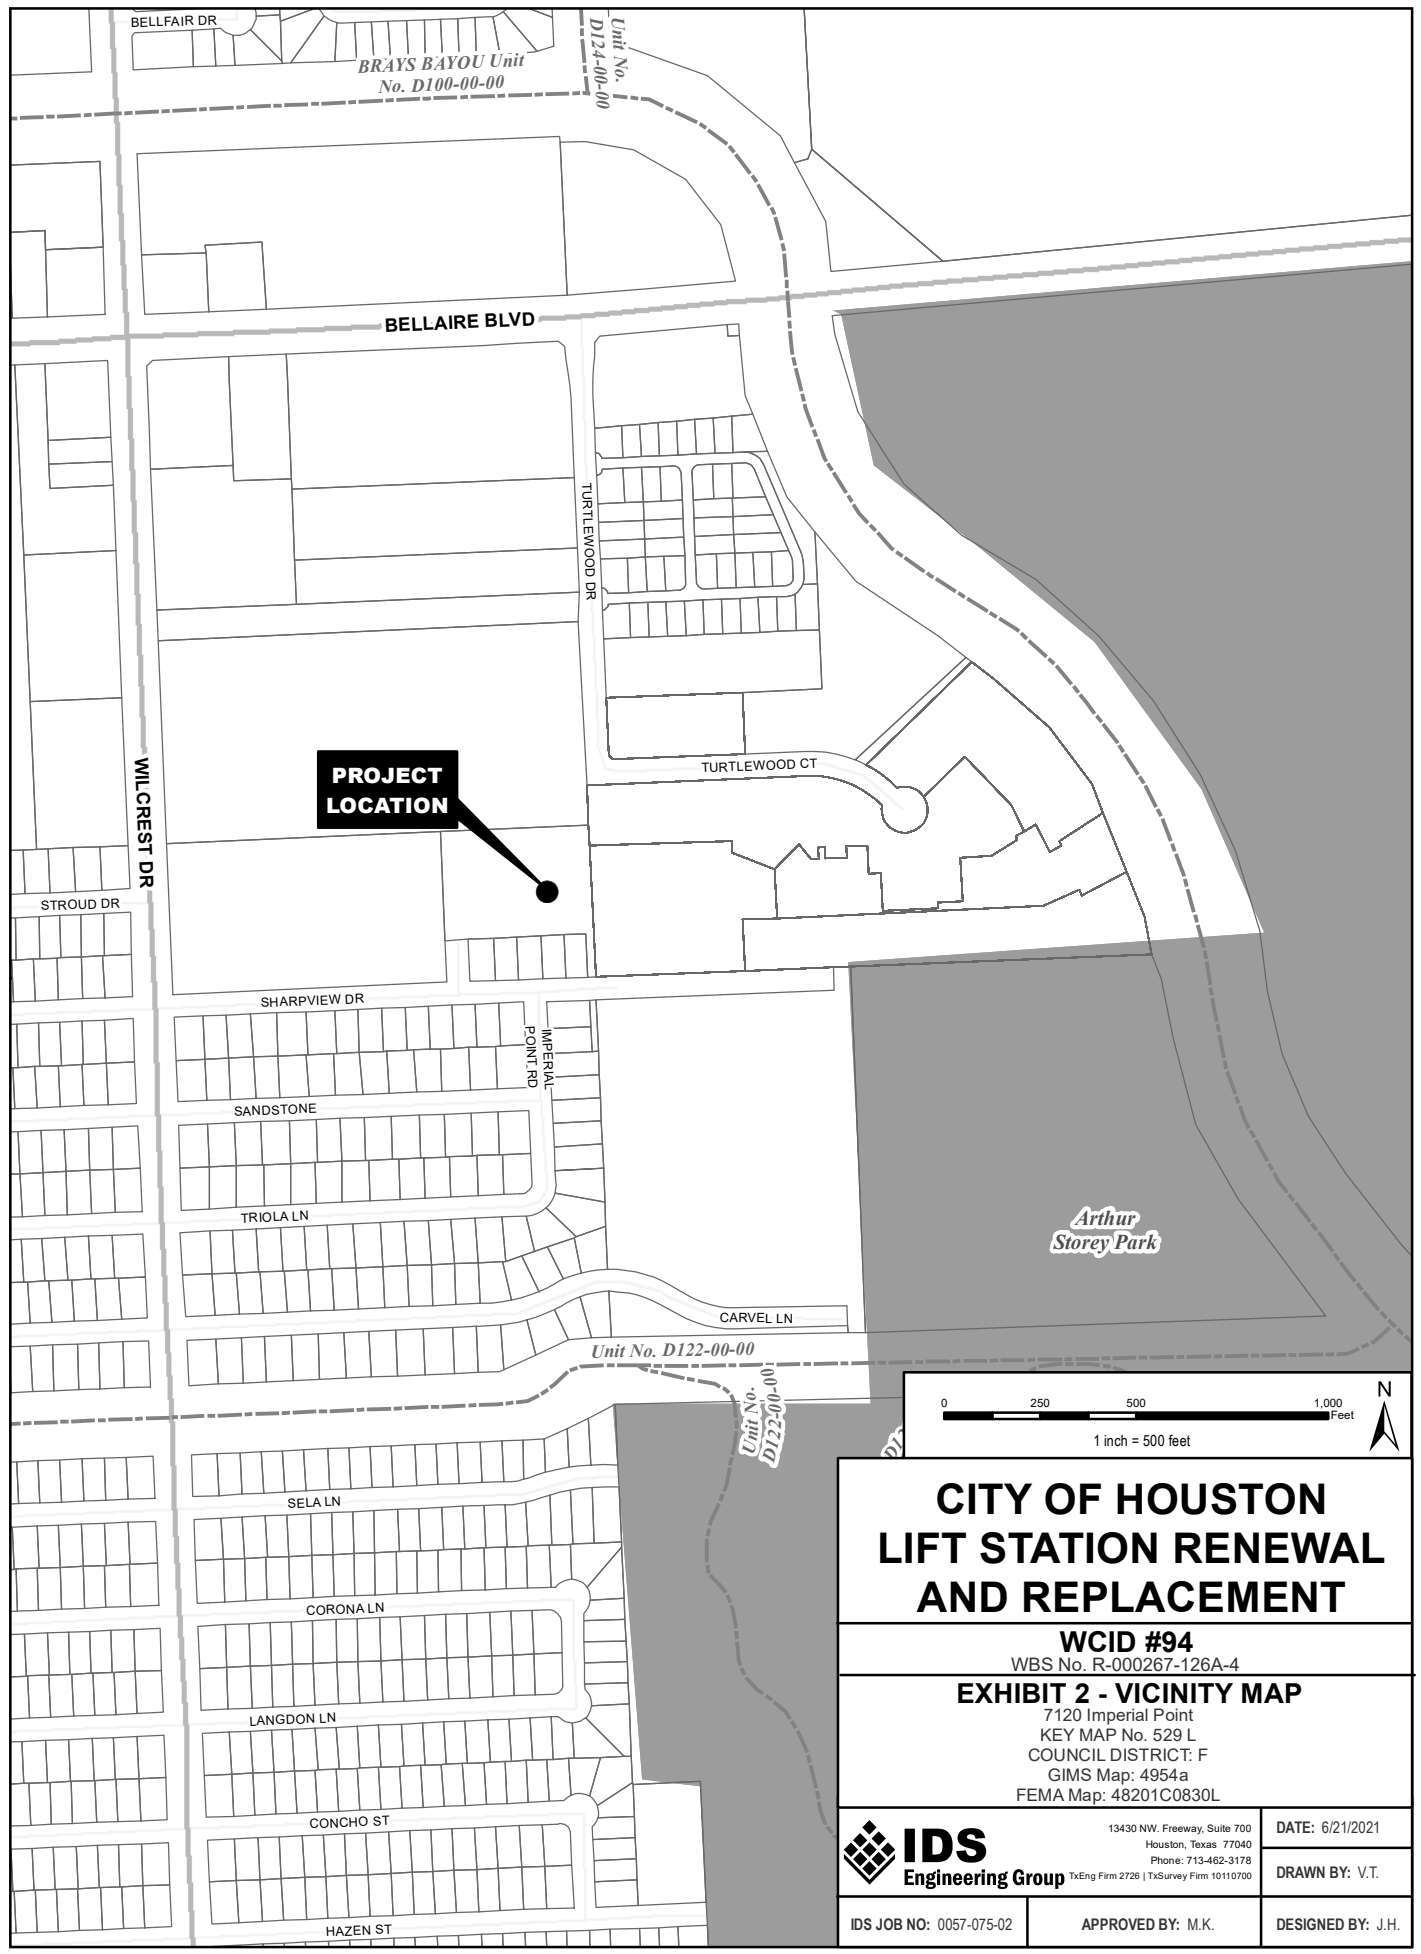 BELLFAIR DR
BRAYS BAYOU Unit
No. D100-00-00
Unit No.
D124-00-00
BELLAIRE BLVD
TURTLEWOOD DR
WILCREST DR
PROJECT
LOCATION
TURTLEWOOD CT
STROUD DR
SHARPVIEW DR
IMPERIAL
POINT RD
SANDSTONE
TRIOLA LN
Arthur
Storey Park
CARVEL LN
Unit No. D122-00-00
Unit No.
D122-00-00
SELA LN
CORONA LN
LANGDON LN
CONCHO ST
HAZEN ST
0 250 500 1,000
Feet
1 inch = 500 feet
N
CITY OF HOUSTON
LIFT STATION RENEWAL
AND REPLACEMENT
WCID #94
WBS No. R-000267-126A-4
EXHIBIT 2 - VICINITY MAP
7120 Imperial Point
KEY MAP No. 529 L
COUNCIL DISTRICT: F
GIMS Map: 4954a
FEMA Map: 48201C0830L
IDS
Engineering Group
13430 NW. Freeway, Suite 700
Houston, Texas 77040
Phone: 713-462-3178
TxEng Firm 2726 | TxSurvey Firm 10110700
DATE: 6/21/2021
DRAWN BY: V.T.
IDS JOB NO: 0057-075-02
APPROVED BY: M.K.
DESIGNED BY: J.H.